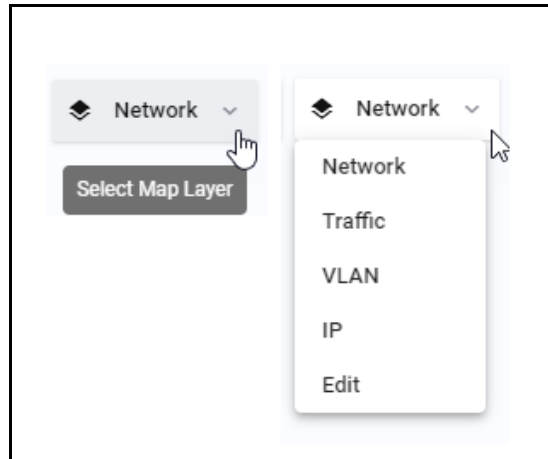 Network
Select Map Layer
Network
Network
Traffic
VLAN
IP
Edit